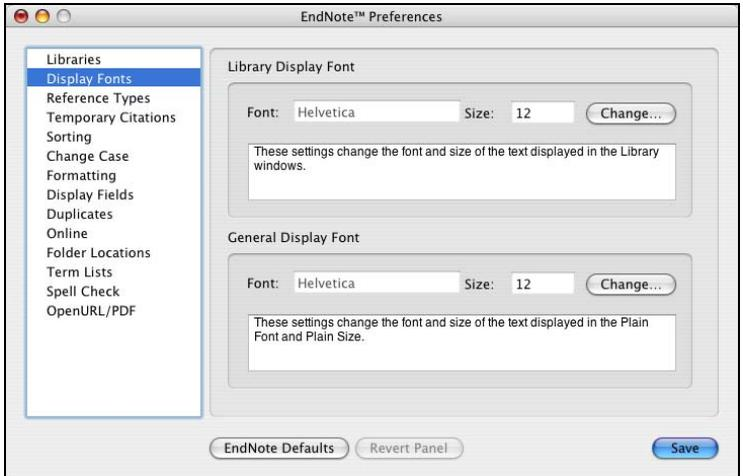 EndNote™ Preferences
Libraries
Display Fonts
Reference Types
Temporary Citations
Sorting
Change Case
Formatting
Display Fields
Duplicates
Online
Folder Locations
Term Lists
Spell Check
OpenURL/PDF
Library Display Font
Font: Helvetica Size: 12 Change...
These settings change the font and size of the text displayed in the Library
windows.
General Display Font
Font: Helvetica Size: 12 Change...
These settings change the font and size of the text displayed in the Plain
Font and Plain Size.
EndNote Defaults Revert Panel Save